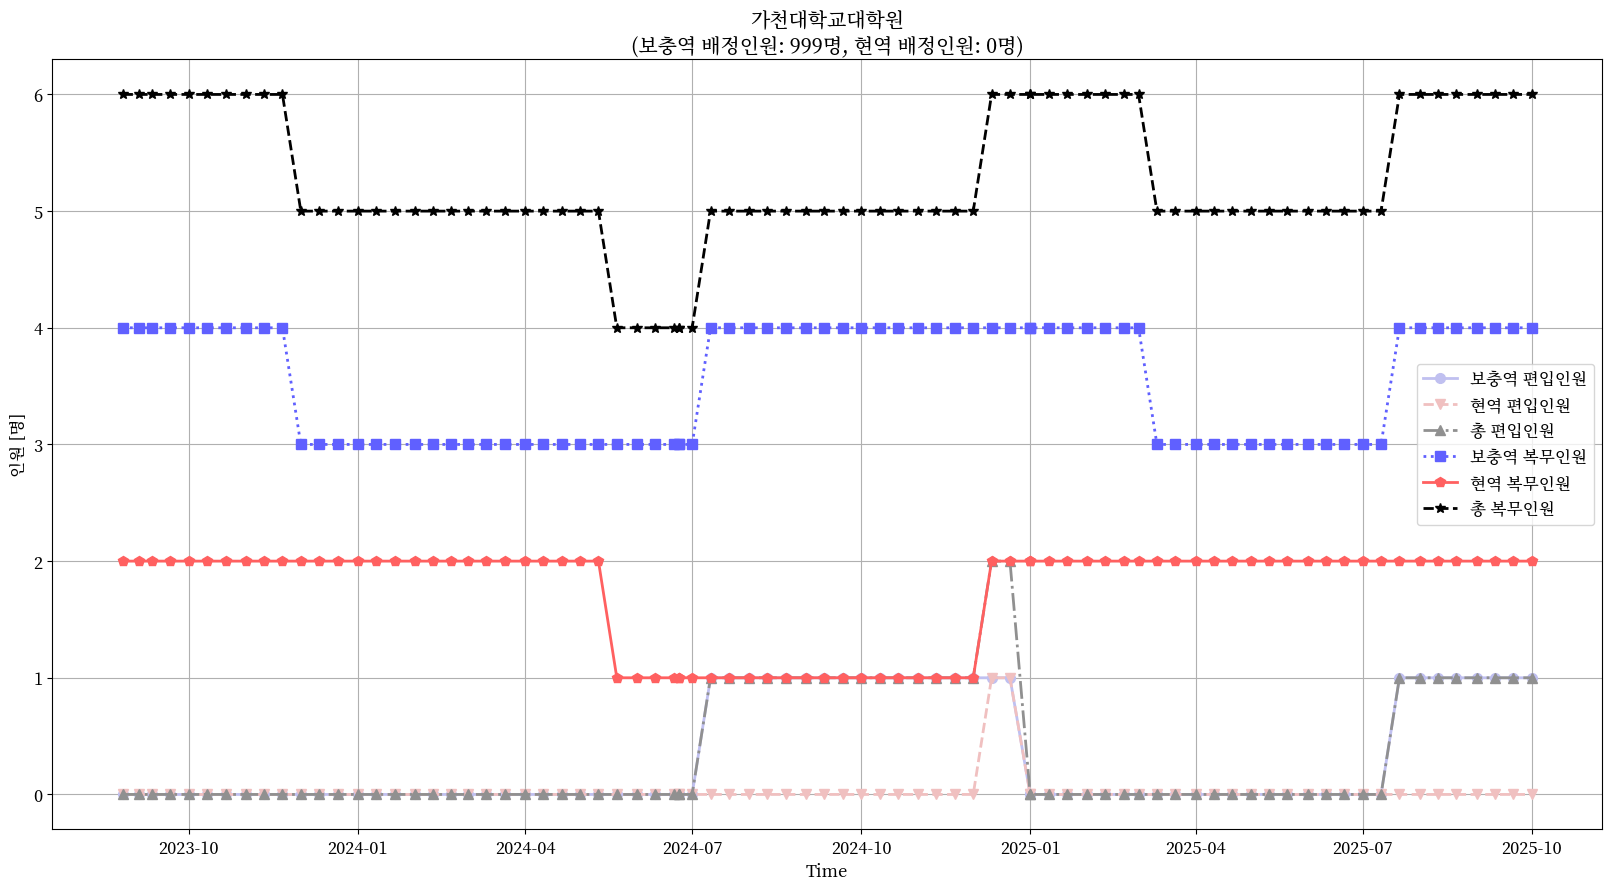 가천대학교대학원
(보충역 배정인원: 999명, 현역 배정인원: 0명)
인원 [명]
6
5
4
3
2
1
0
보충역 편입인원
현역 편입인원
총 편입인원
보충역 복무인원
현역 복무인원
총 복무인원
2023-10
2024-01
2024-04
2024-07
2024-10
2025-01
2025-04
2025-07
2025-10
Time